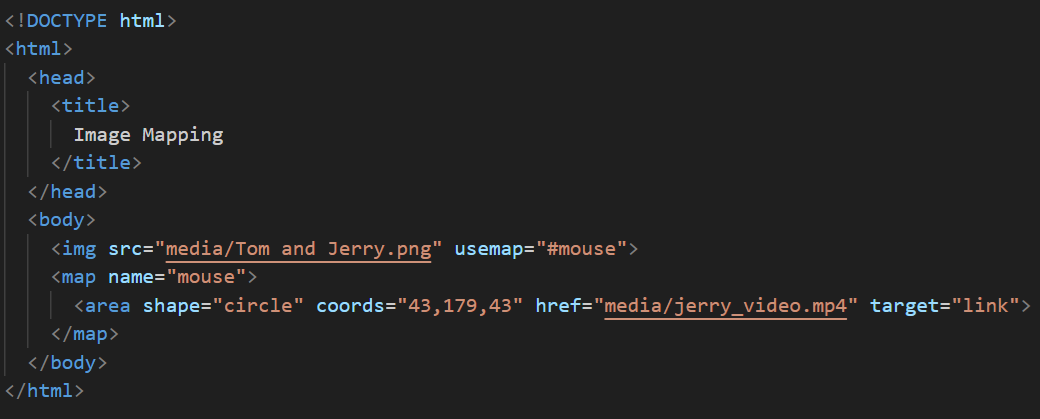 <!DOCTYPE html>
<html>
<head>
<title>
Image Mapping
</title>
</head>
<body>
<img src="media/Tom and Jerry.png" usemap="#mouse">
<map name="mouse">
<area shape="circle" coords="43,179,43" href="media/jerry_video.mp4" target="link">
</map>
</body>
</html>